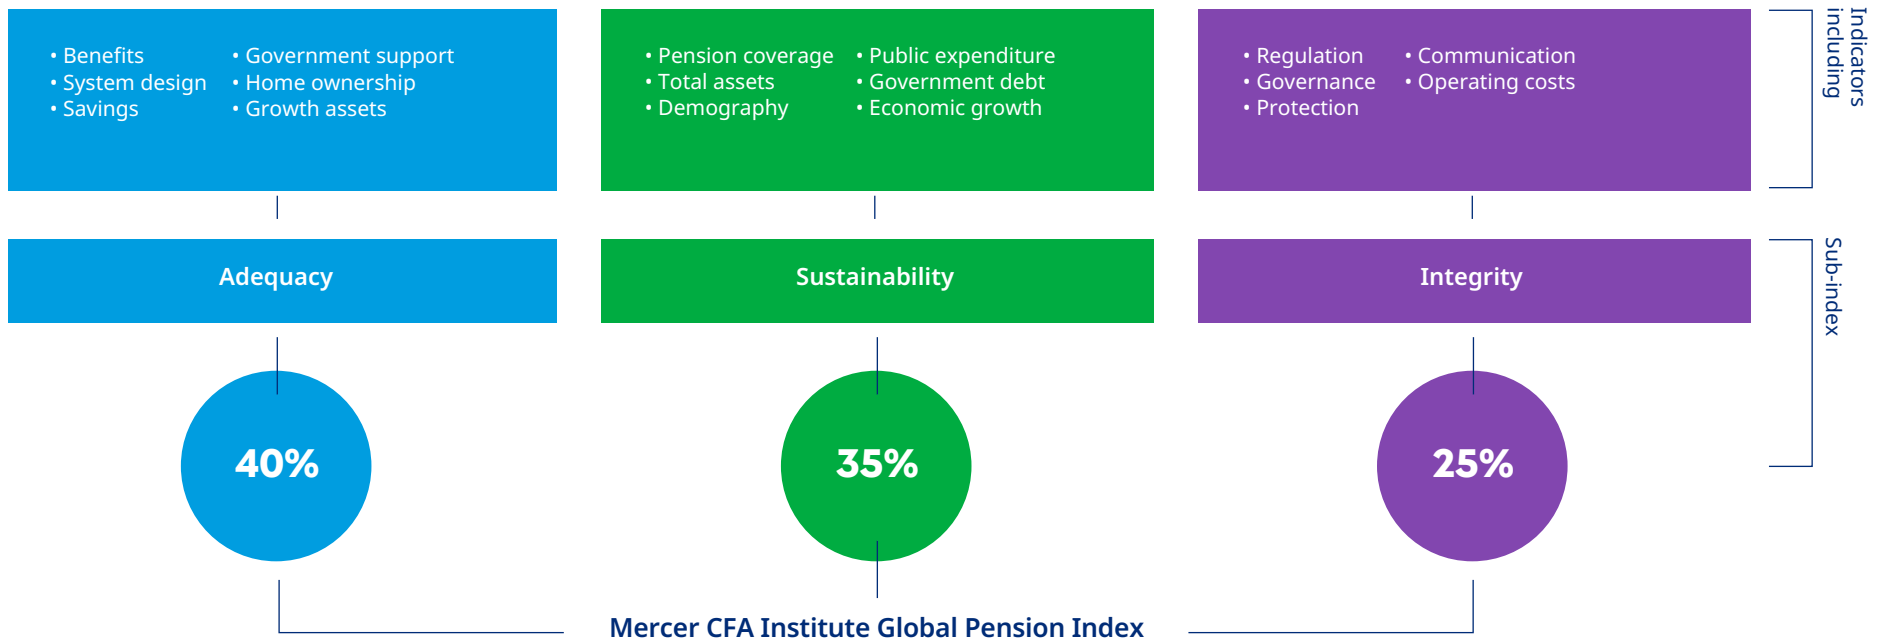 • Benefits
• System design
• Savings
• Government support
• Home ownership
• Growth assets
• Pension coverage
• Total assets
• Demography
• Public expenditure
• Government debt
• Economic growth
• Regulation
• Governance
• Protection
• Communication
• Operating costs
Indicators
including
Adequacy
Sustainability
Integrity
Sub-index
40%
35%
25%
Mercer CFA Institute Global Pension Index